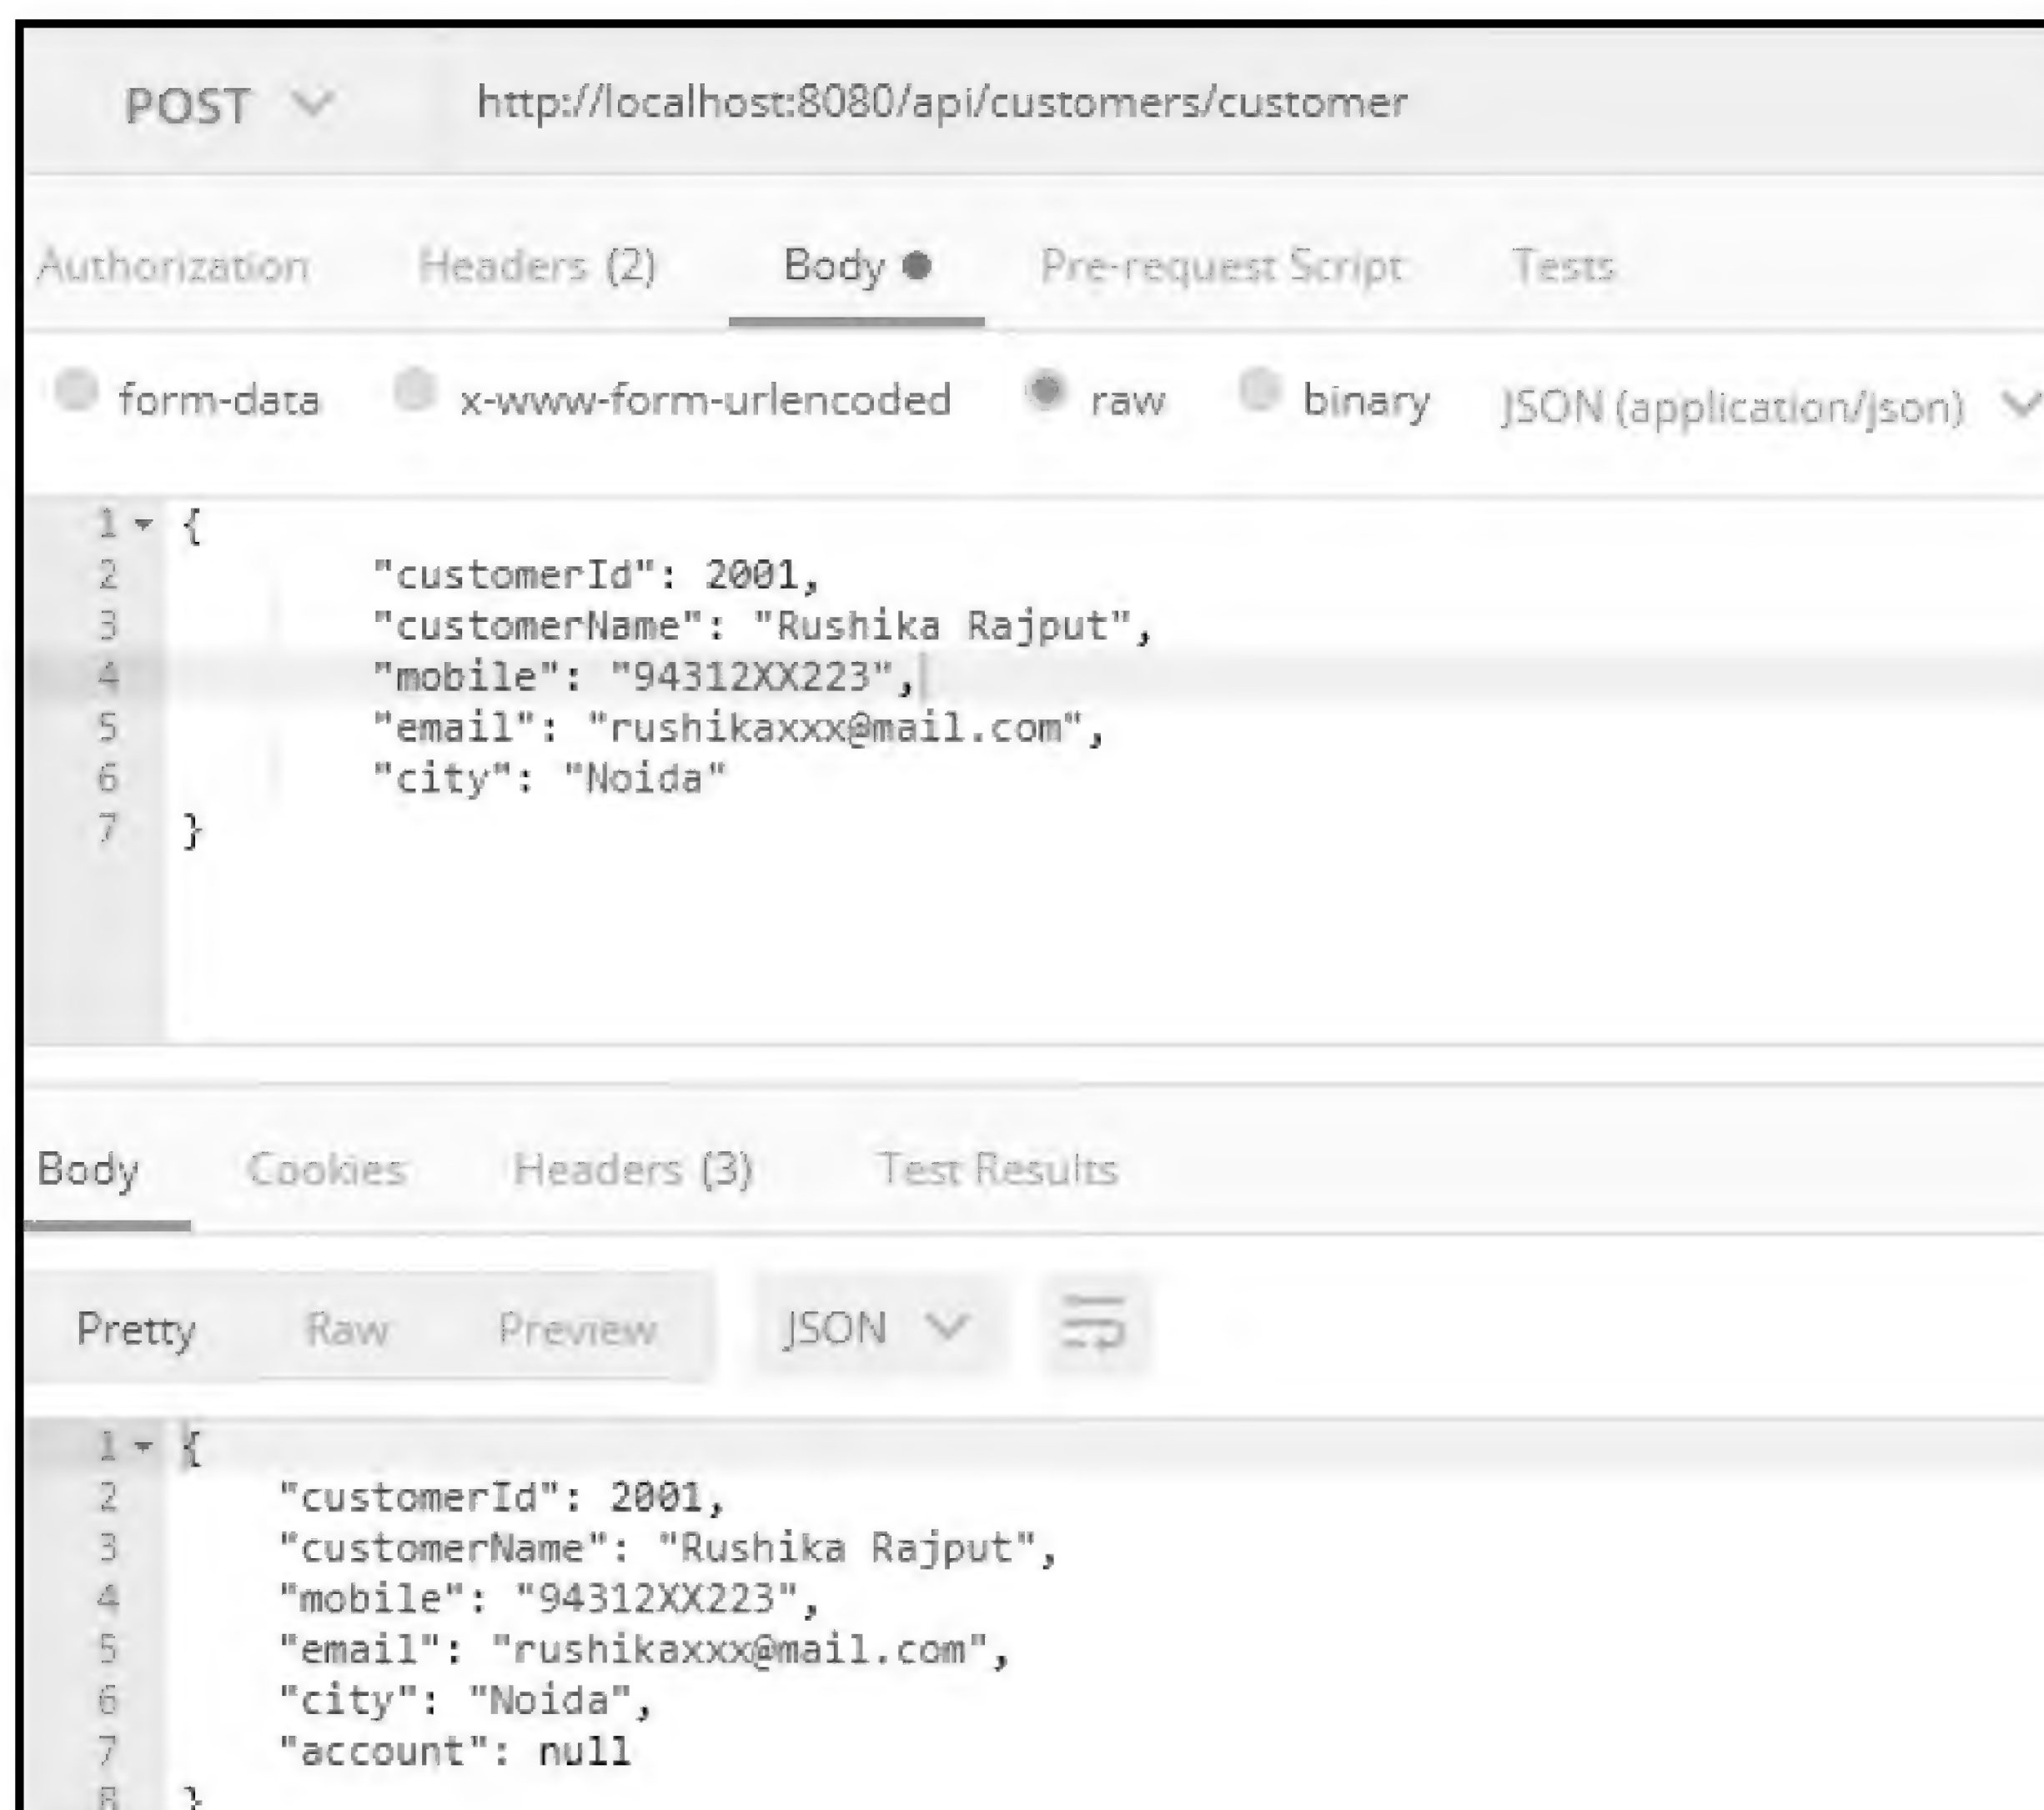 POST http://localhost:8080/api/customers/customer
Authorization Headers (2) Body Pre-request Script Tests
form-data x-www-form-urlencoded raw binary JSON (application/json)
1 {
2 "customerId": 2001,
3 "customerName": "Rushika Rajput",
4 "mobile": "94312XX223",
5 "email": "rushikaxxx@mail.com",
6 "city": "Noida"
7 }
Body Cookies Headers (3) Test Results
Pretty Raw Preview JSON
1 {
2 "customerId": 2001,
3 "customerName": "Rushika Rajput",
4 "mobile": "94312XX223",
5 "email": "rushikaxxx@mail.com",
6 "city": "Noida",
7 "account": null
8 }